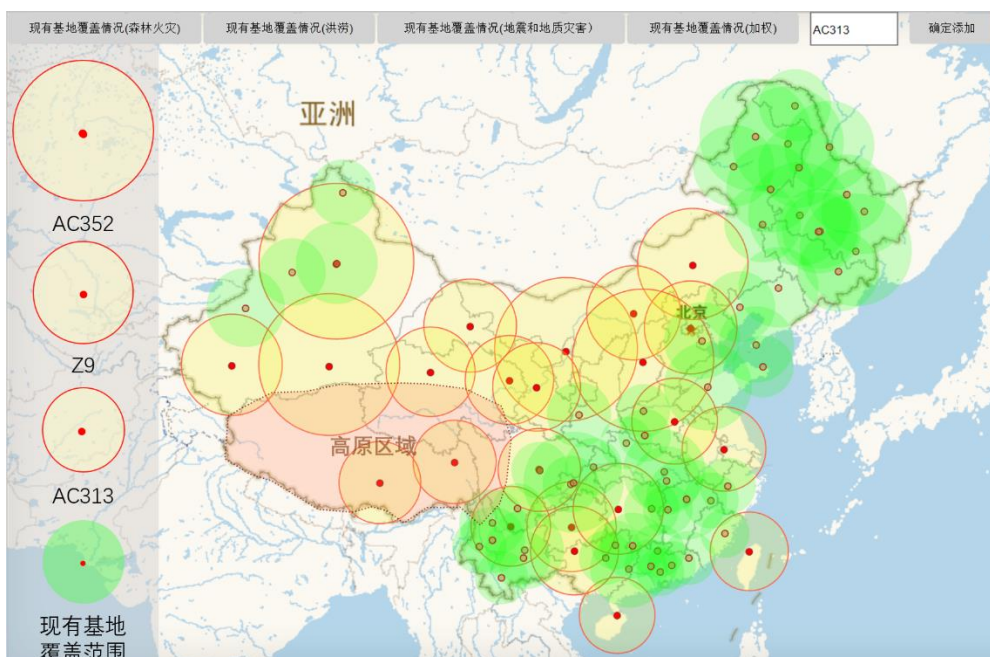 现有基地覆盖情况(森林火灾)
现有基地覆盖情况(洪涝)
现有基地覆盖情况(地震和地质灾害）
现有基地覆盖情况(加权)
AC313
确定添加
亚洲
AC352
北京
Z9
高原区域
AC313
现有基地
覆盖范围